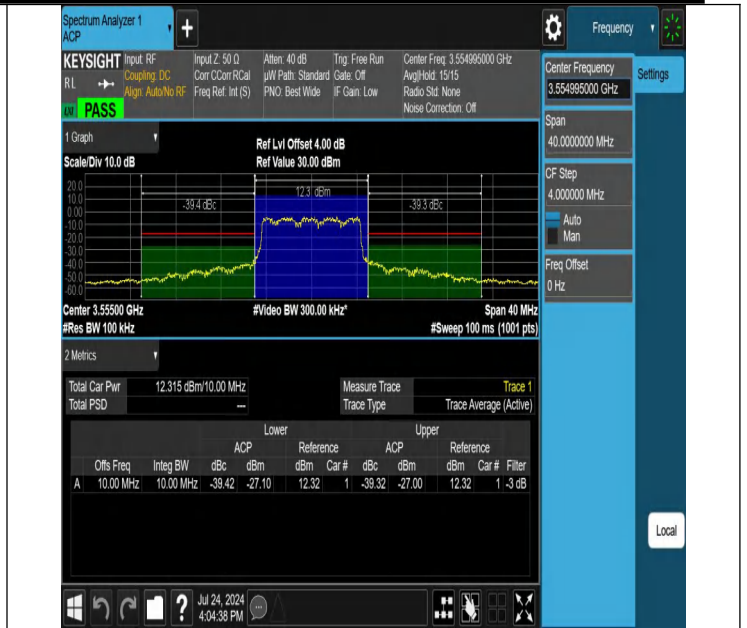 Spectrum Analyzer 1
ACP
+
Frequency
KEYSIGHT Input: RF Input Z: 50 Ω Atten: 40 dB Trig: Free Run Center Freq: 3.554995000 GHz
RL Coupling: DC Corr CCorr RCal µW Path: Standard Gate: Off Avg|Hold: 15/15
Align: Auto/No RF Freq Ref: Int (S) PNO: Best Wide IF Gain: Low Radio Std: None
PASS Noise Correction: Off
Center Frequency
3.554995000 GHz
Settings
Span
40.0000000 MHz
CF Step
4.000000 MHz
Auto
Man
Freq Offset
0 Hz
1 Graph
Ref Lvl Offset 4.00 dB
Scale/Div 10.0 dB Ref Value 30.00 dBm
20.0
10.0
0.00
-10.0
-20.0
-30.0
-40.0
-50.0
-60.0
-39.4 dBc 12.3 dBm -39.3 dBc
Center 3.55500 GHz #Video BW 300.00 kHz* Span 40 MHz
#Res BW 100 kHz #Sweep 100 ms (1001 pts)
2 Metrics
Total Car Pwr 12.315 dBm/10.00 MHz Measure Trace Trace 1
Total PSD --- Trace Type Trace Average (Active)
Lower Upper
ACP Reference ACP Reference
Offs Freq Integ BW dBc dBm dBm Car # dBc dBm dBm Car # Filter
A 10.00 MHz 10.00 MHz -39.42 -27.10 12.32 1 -39.32 -27.00 12.32 1 -3 dB
Local
? Jul 24, 2024
4:04:38 PM